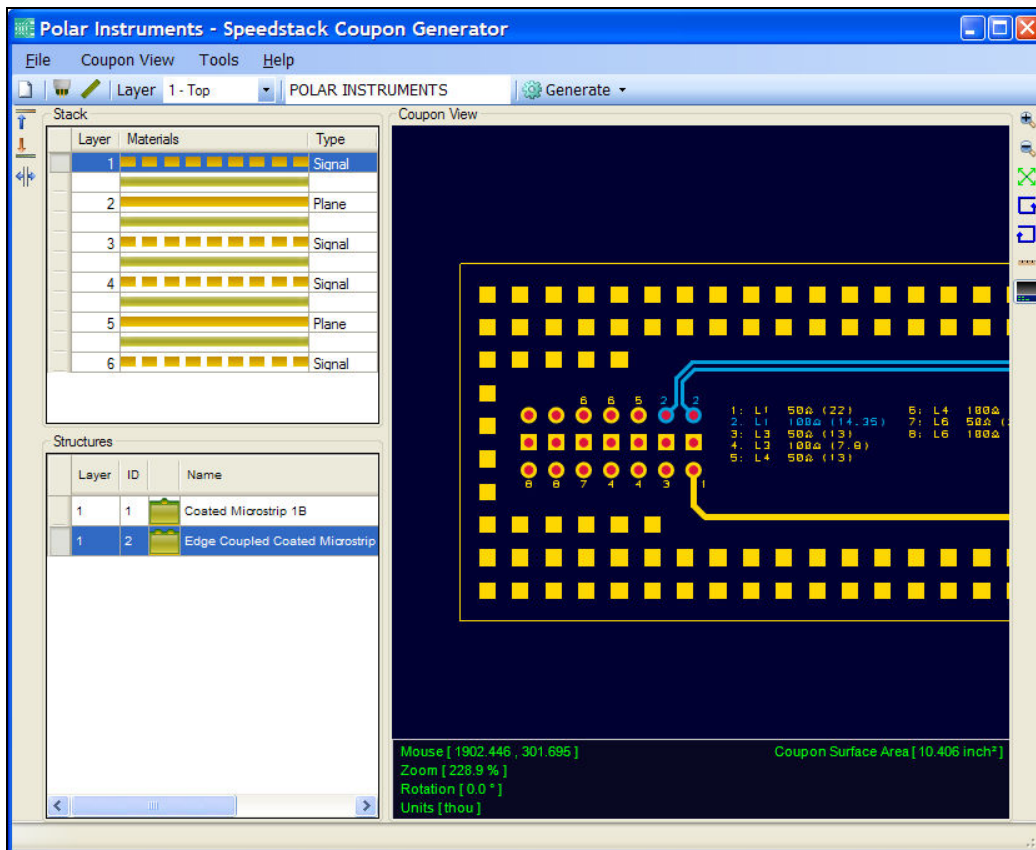 Polar Instruments - Speedstack Coupon Generator
File Coupon View Tools Help
Layer 1 - Top POLAR INSTRUMENTS Generate
Stack
Layer Materials Type
1 Signal
2 Plane
3 Signal
4 Signal
5 Plane
6 Signal
Structures
Layer ID Name
1 1 Coated Microstrip 1B
1 2 Edge Coupled Coated Microstrip
Coupon View
6 6 5 2 2
8 8 7 4 4 3 1
1: L1 50Ω (22)
2. L1 100Ω (14.35)
3: L3 50Ω (13)
4. L3 100Ω (7.8)
5: L4 50Ω (13)
6: L4 100Ω
7: L6 50Ω
8: L6 100Ω
Mouse [ 1902.446 , 301.695 ]
Coupon Surface Area [ 10.406 inch² ]
Zoom [ 228.9 % ]
Rotation [ 0.0 ° ]
Units [thou ]